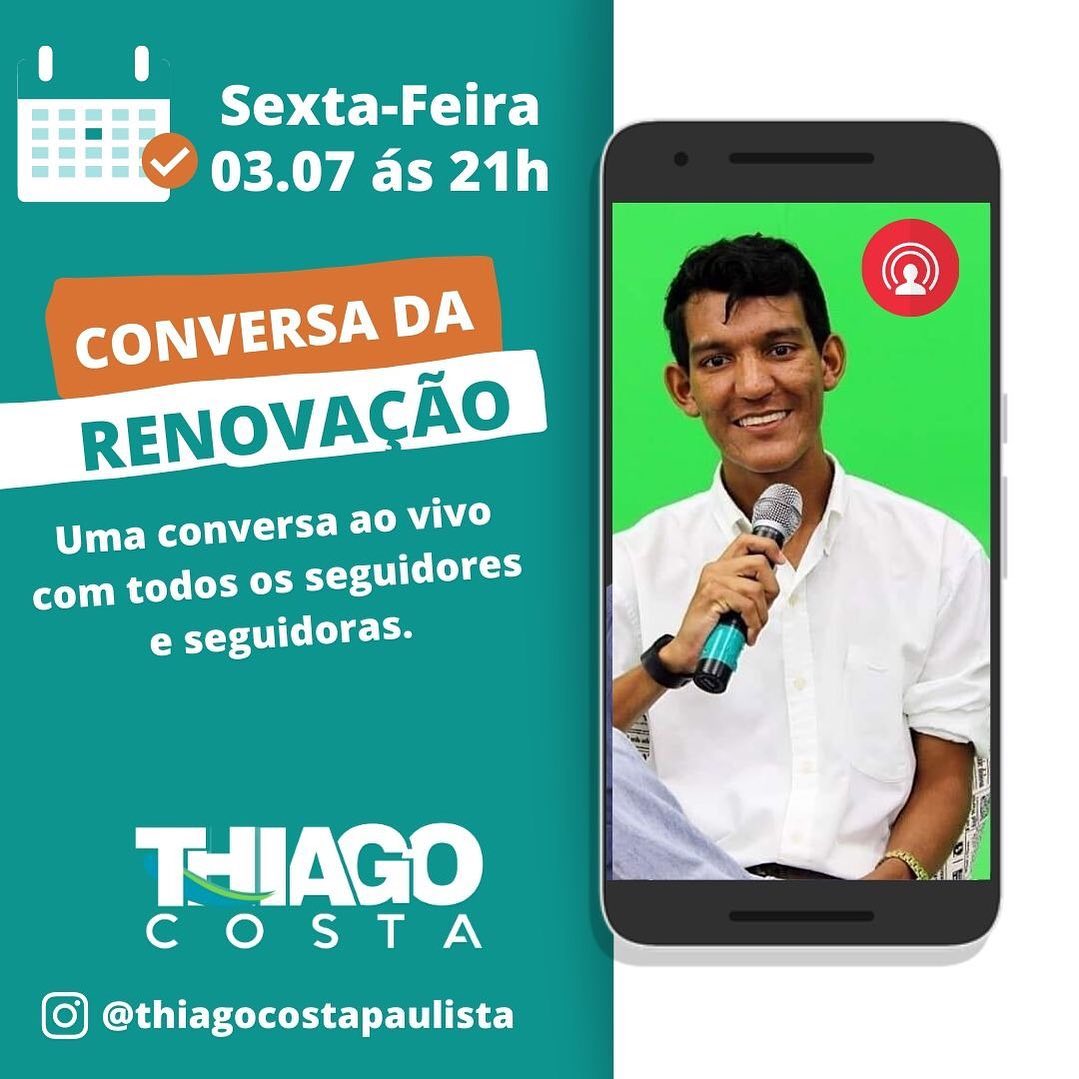 Sexta-Feira
03.07 ás 21h
CONVERSA DA
RENOVAÇÃO
Uma conversa ao vivo
com todos os seguidores
e seguidoras.
THIAGO
COSTA
@thiagocostapaulista